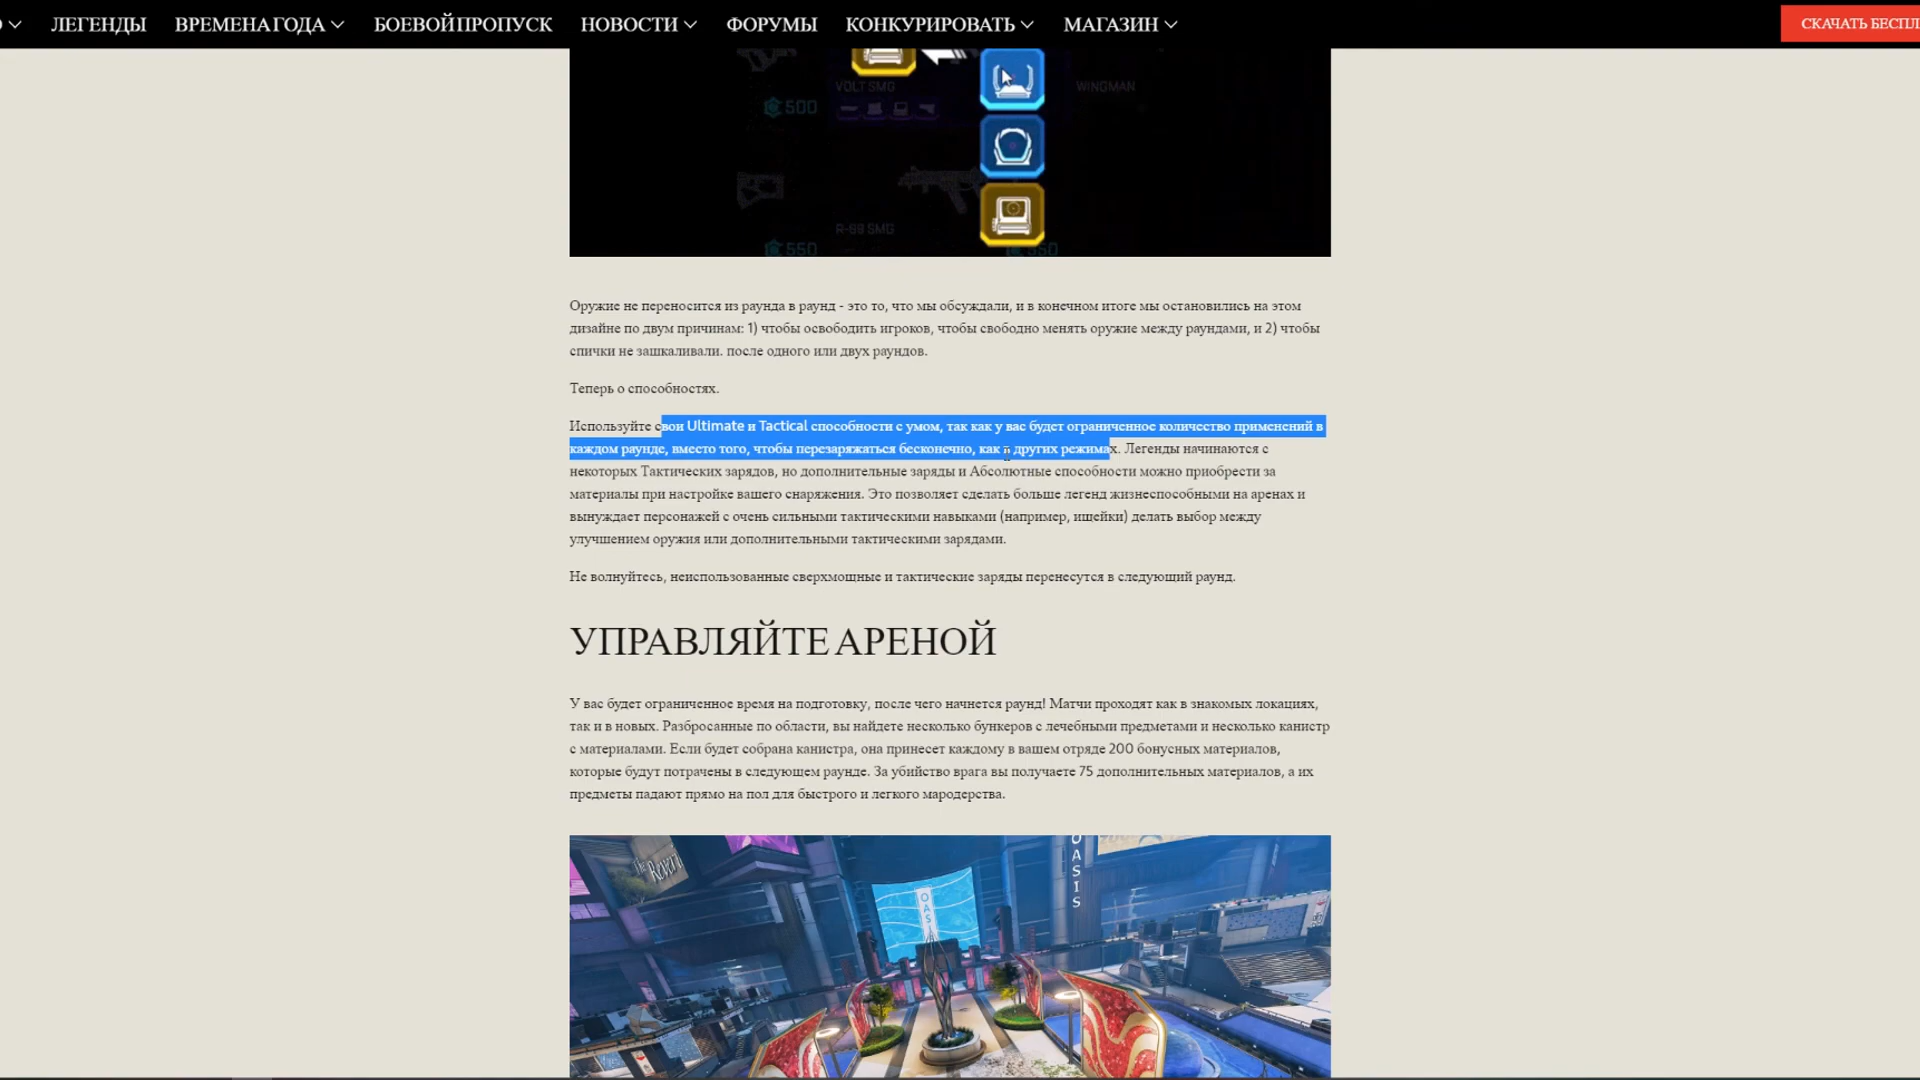 ЛЕГЕНДЫ ВРЕМЕНА ГОДА БОЕВОЙ ПРОПУСК НОВОСТИ ФОРУМЫ КОНКУРИРОВАТЬ МАГАЗИН СКАЧАТЬ БЕСПЛ
VOLT SMG WINGMAN
500
R-99 SMG
550
Оружие не переносится из раунда в раунд - это то, что мы обсуждали, и в конечном итоге мы остановились на этом
дизайне по двум причинам: 1) чтобы освободить игроков, чтобы свободно менять оружие между раундами, и 2) чтобы
спички не зашкаливали. после одного или двух раундов.
Теперь о способностях.
Используйте свои Ultimate и Tactical способности с умом, так как у вас будет ограниченное количество применений в
каждом раунде, вместо того, чтобы перезаряжаться бесконечно, как в других режимах. Легенды начинаются с
некоторых Тактических зарядов, но дополнительные заряды и Абсолютные способности можно приобрести за
материалы при настройке вашего снаряжения. Это позволяет сделать больше легенд жизнеспособными на аренах и
вынуждает персонажей с очень сильными тактическими навыками (например, ищейки) делать выбор между
улучшением оружия или дополнительными тактическими зарядами.
Не волнуйтесь, неиспользованные сверхмощные и тактические заряды перенесутся в следующий раунд.
УПРАВЛЯЙТЕ АРЕНОЙ
У вас будет ограниченное время на подготовку, после чего начнется раунд! Матчи проходят как в знакомых локациях,
так и в новых. Разбросанные по области, вы найдете несколько бункеров с лечебными предметами и несколько канистр
с материалами. Если будет собрана канистра, она принесет каждому в вашем отряде 200 бонусных материалов,
которые будут потрачены в следующем раунде. За убийство врага вы получаете 75 дополнительных материалов, а их
предметы падают прямо на пол для быстрого и легкого мародерства.
OASIS